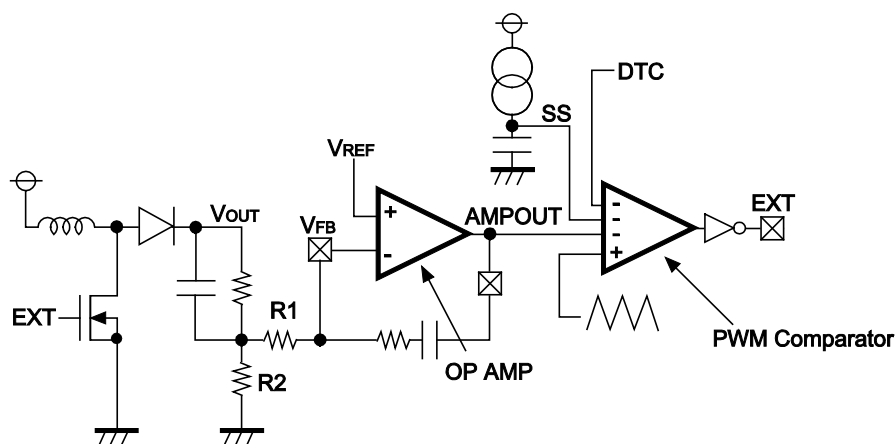 DTC
SS
VREF
EXT
VOUT
VFB
AMPOUT
+
-
-
-
-
+
EXT
R1
R2
OP AMP
PWM Comparator